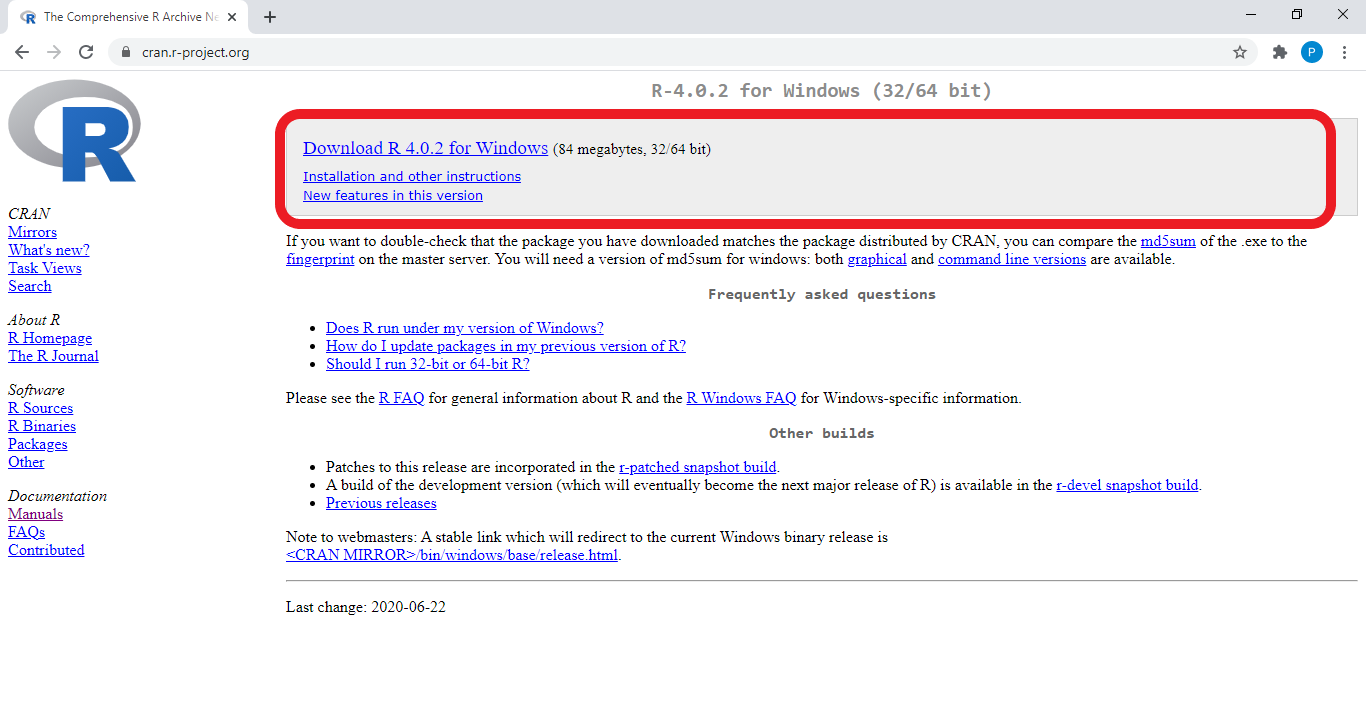 The Comprehensive R Archive Ne
cran.r-project.org
P
R
CRAN
Mirrors
What's new?
Task Views
Search
About R
R Homepage
The R Journal
Software
R Sources
R Binaries
Packages
Other
Documentation
Manuals
FAQs
Contributed
R-4.0.2 for Windows (32/64 bit)
Download R 4.0.2 for Windows (84 megabytes, 32/64 bit)
Installation and other instructions
New features in this version
If you want to double-check that the package you have downloaded matches the package distributed by CRAN, you can compare the md5sum of the .exe to the
fingerprint on the master server. You will need a version of md5sum for windows: both graphical and command line versions are available.
Frequently asked questions
• Does R run under my version of Windows?
• How do I update packages in my previous version of R?
• Should I run 32-bit or 64-bit R?
Please see the R FAQ for general information about R and the R Windows FAQ for Windows-specific information.
Other builds
• Patches to this release are incorporated in the r-patched snapshot build.
• A build of the development version (which will eventually become the next major release of R) is available in the r-devel snapshot build.
• Previous releases
Note to webmasters: A stable link which will redirect to the current Windows binary release is
<CRAN MIRROR>/bin/windows/base/release.html.
Last change: 2020-06-22